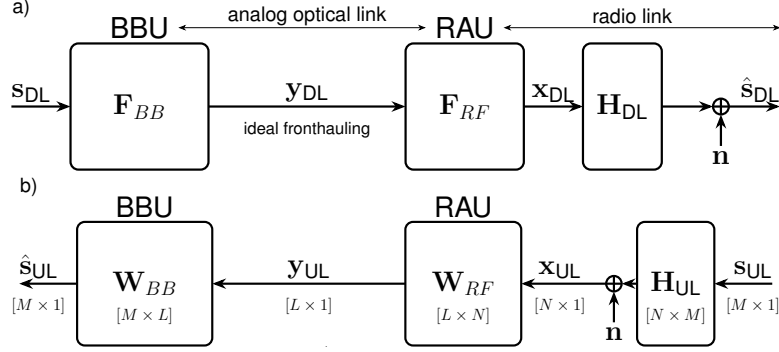 a)
BBU analog optical link RAU radio link
s_DL F_BB y_DL F_RF x_DL H_DL ŝ_DL
ideal fronthauling
n
b)
BBU RAU
ŝ_UL W_BB y_UL W_RF x_UL H_UL s_UL
[M × 1] [M × L] [L × 1] [L × N] [N × 1] [N × M] [M × 1]
n